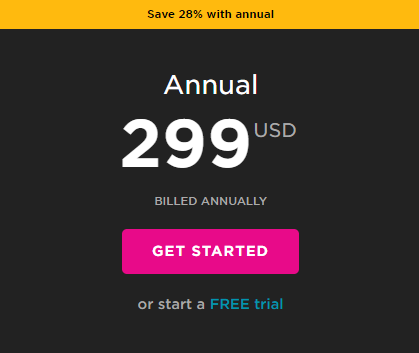 Save 28% with annual
Annual
299 USD
BILLED ANNUALLY
GET STARTED
or start a FREE trial